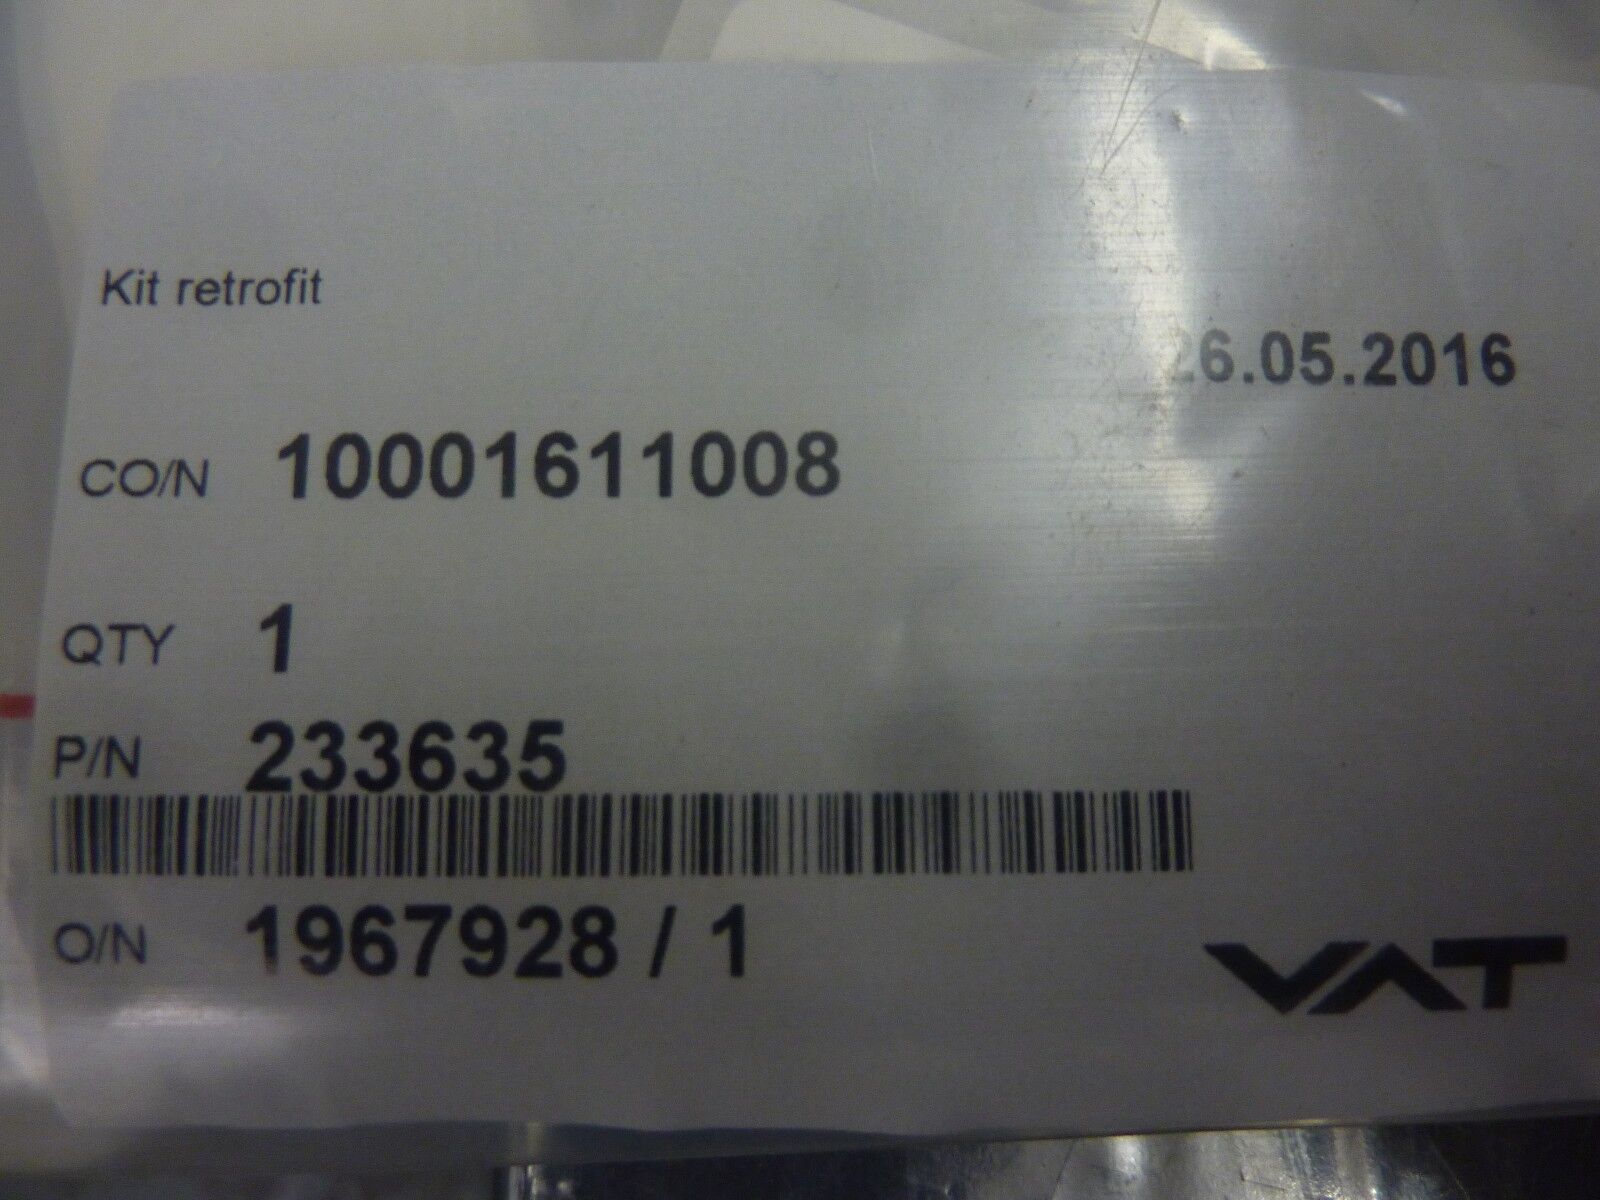 Kit retrofit
26.05.2016
CO/N 10001611008
QTY 1
P/N 233635
O/N 1967928 / 1
VAT